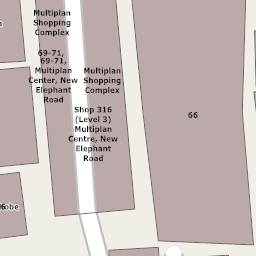 Multiplan
Shopping
Complex
69-71,
69-71,
Multiplan
Center, New
Elephant
Road
Multiplan
Shopping
Complex
Shop 316
(Level 3)
Multiplan
Centre, New
Elephant
Road
66